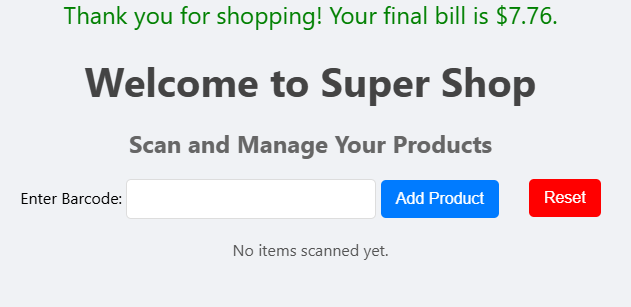 Thank you for shopping! Your final bill is $7.76.
Welcome to Super Shop
Scan and Manage Your Products
Enter Barcode: Add Product Reset
No items scanned yet.